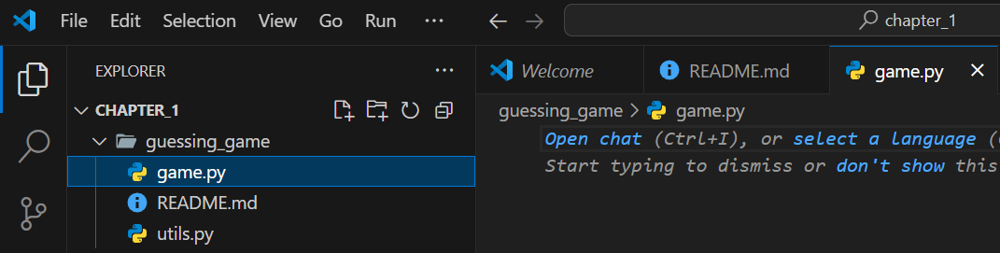 File Edit Selection View Go Run ··· ← → chapter_1
EXPLORER ···
Welcome README.md game.py ×
CHAPTER_1
guessing_game > game.py
guessing_game
Open chat (Ctrl+I), or select a language (
game.py
Start typing to dismiss or don't show this
README.md
utils.py